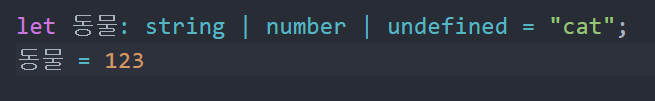 let 동물: string | number | undefined = "cat";
동물 = 123